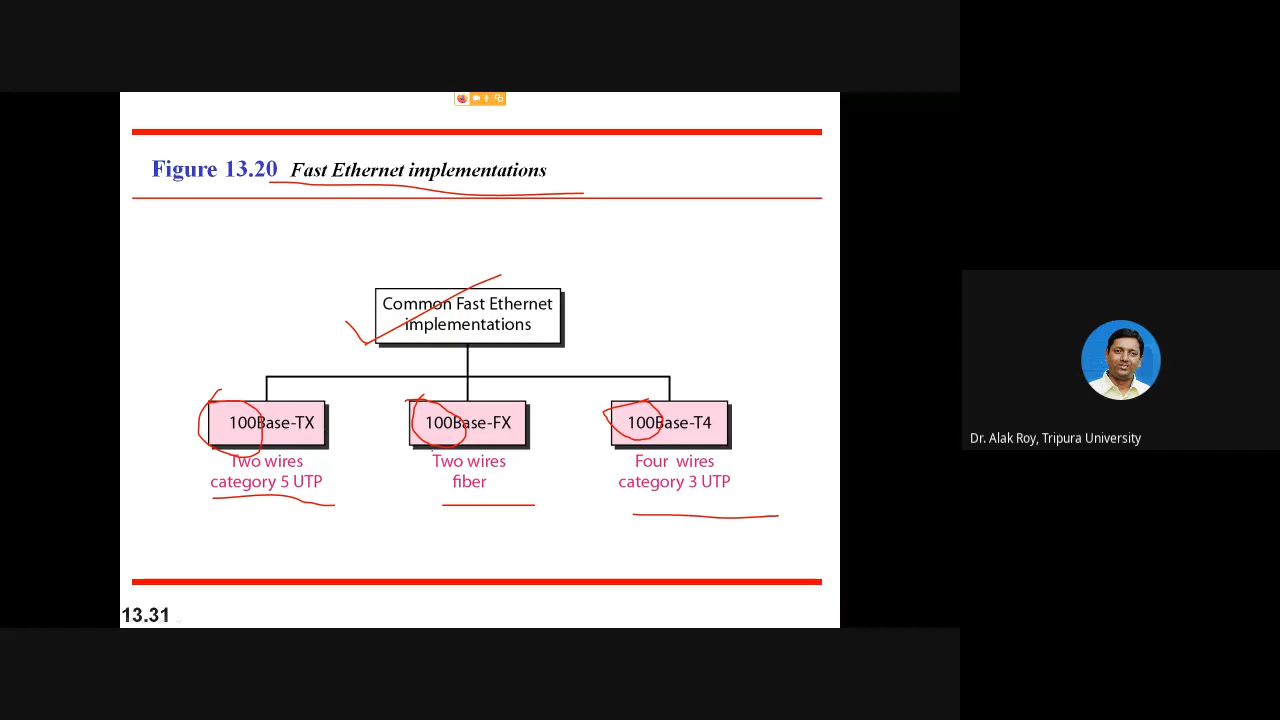 Figure 13.20 Fast Ethernet implementations
Common Fast Ethernet
implementations
100Base-TX
100Base-FX
100Base-T4
Two wires
category 5 UTP
Two wires
fiber
Four wires
category 3 UTP
Dr. Alak Roy, Tripura University
13.31